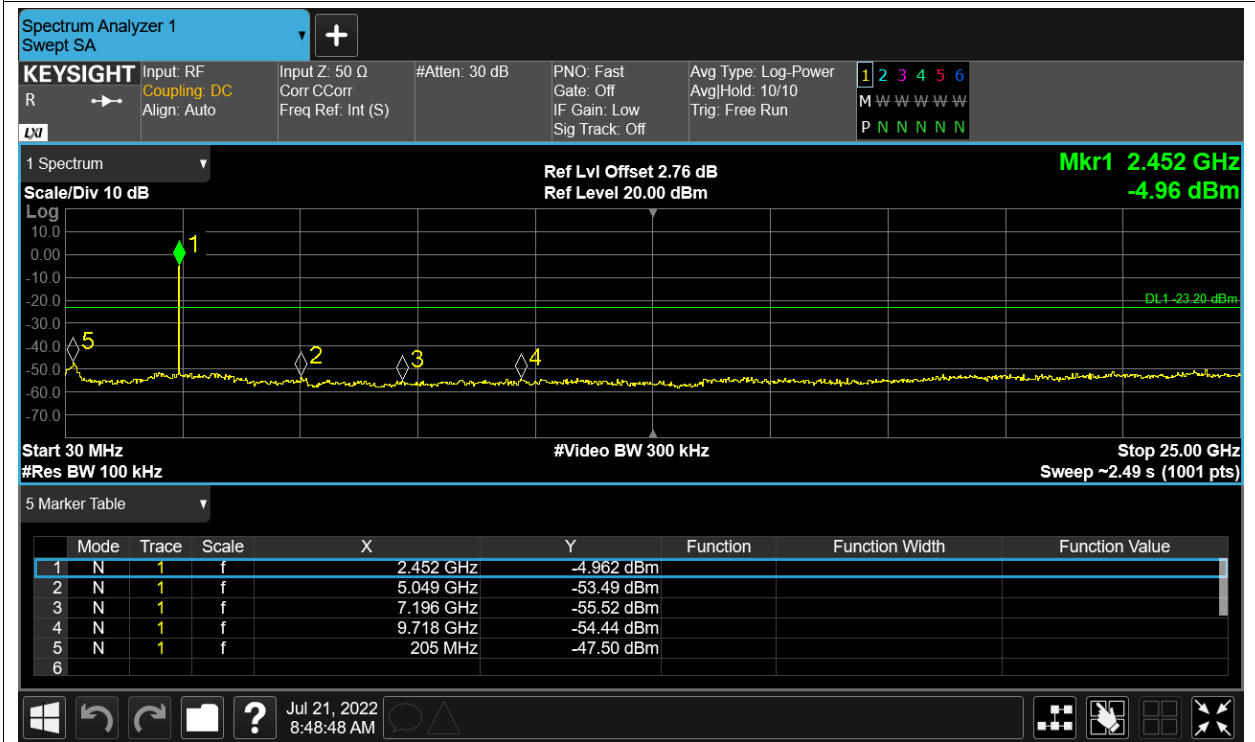 Spectrum Analyzer 1
Swept SA
KEYSIGHT Input: RF Input Z: 50 Ω #Atten: 30 dB PNO: Fast Avg Type: Log-Power 1 2 3 4 5 6
R Coupling: DC Corr CCorr Gate: Off Avg|Hold: 10/10 M W W W W W W
Align: Auto Freq Ref: Int (S) IF Gain: Low Trig: Free Run
LXI Sig Track: Off P N N N N N N
1 Spectrum Ref Lvl Offset 2.76 dB Mkr1 2.452 GHz
Scale/Div 10 dB Ref Level 20.00 dBm -4.96 dBm
Log
10.0
1
0.00
-10.0
-20.0 DL1 -23.20 dBm
-30.0
-40.0 5
2 3 4
-50.0
-60.0
-70.0
Start 30 MHz #Video BW 300 kHz Stop 25.00 GHz
#Res BW 100 kHz Sweep ~2.49 s (1001 pts)
5 Marker Table
Mode Trace Scale X Y Function Function Width Function Value
1 N 1 f 2.452 GHz -4.962 dBm
2 N 1 f 5.049 GHz -53.49 dBm
3 N 1 f 7.196 GHz -55.52 dBm
4 N 1 f 9.718 GHz -54.44 dBm
5 N 1 f 205 MHz -47.50 dBm
6
? Jul 21, 2022
8:48:48 AM